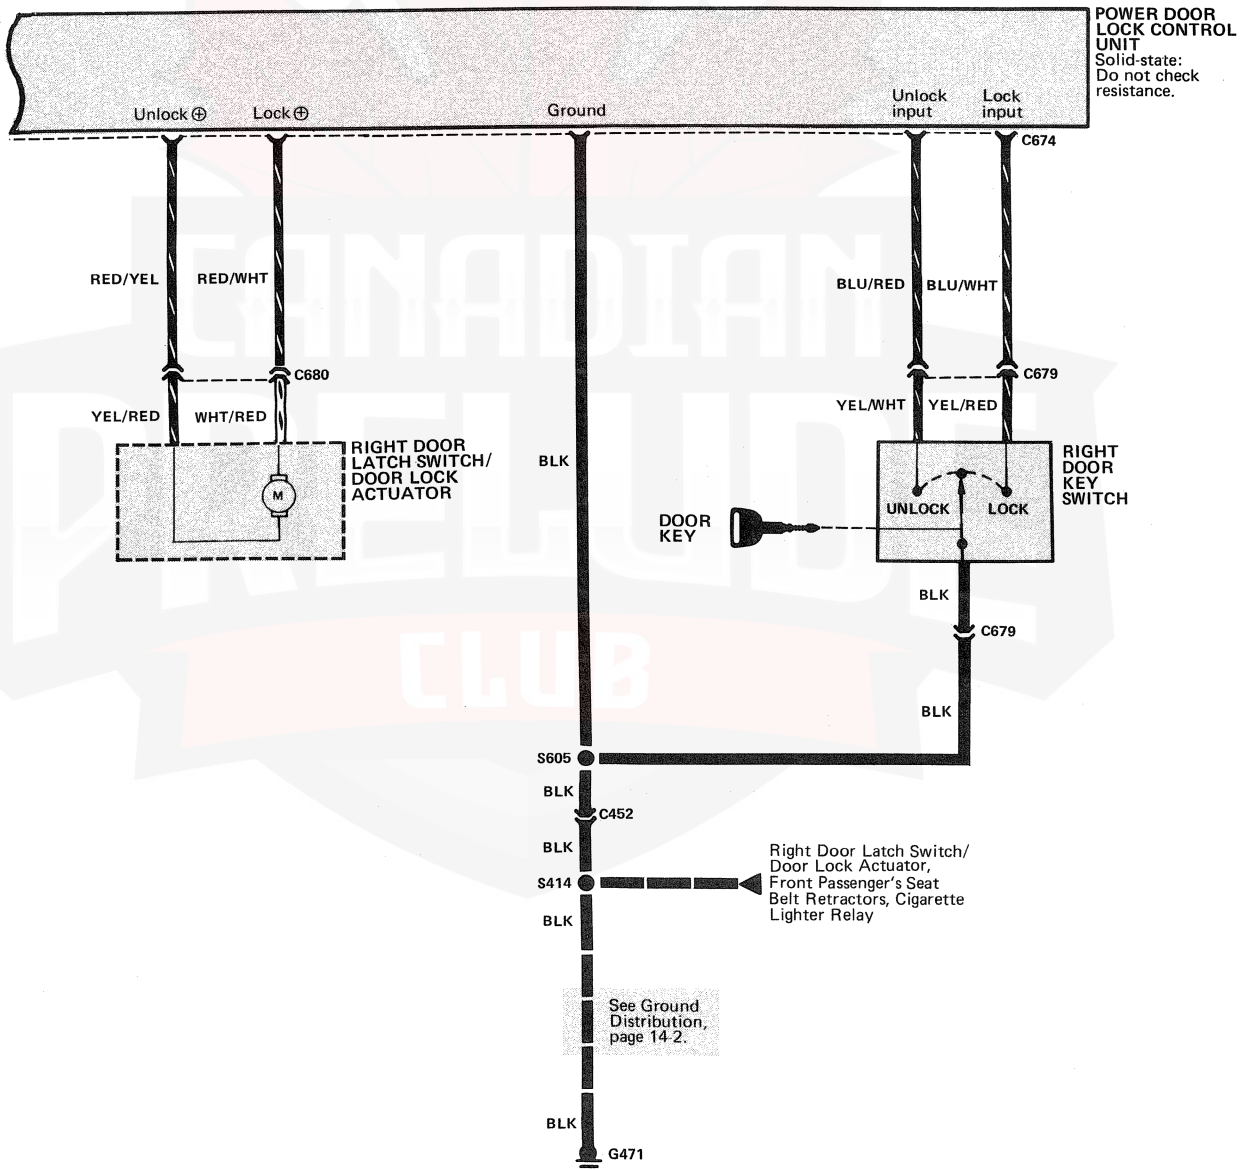 POWER DOOR
LOCK CONTROL
UNIT
Solid-state:
Do not check
resistance.
Unlock ⊕
Lock ⊕
Ground
Unlock
input
Lock
input
C674
RED/YEL
RED/WHT
BLU/RED
BLU/WHT
C680
C679
YEL/RED
WHT/RED
YEL/WHT
YEL/RED
RIGHT DOOR
LATCH SWITCH/
DOOR LOCK
ACTUATOR
M
BLK
RIGHT
DOOR
KEY
SWITCH
UNLOCK
LOCK
DOOR
KEY
BLK
C679
BLK
S605
BLK
C452
BLK
S414
Right Door Latch Switch/
Door Lock Actuator,
Front Passenger's Seat
Belt Retractors, Cigarette
Lighter Relay
BLK
See Ground
Distribution,
page 14-2.
BLK
G471
CANADIAN
PRELUDE
CLUB